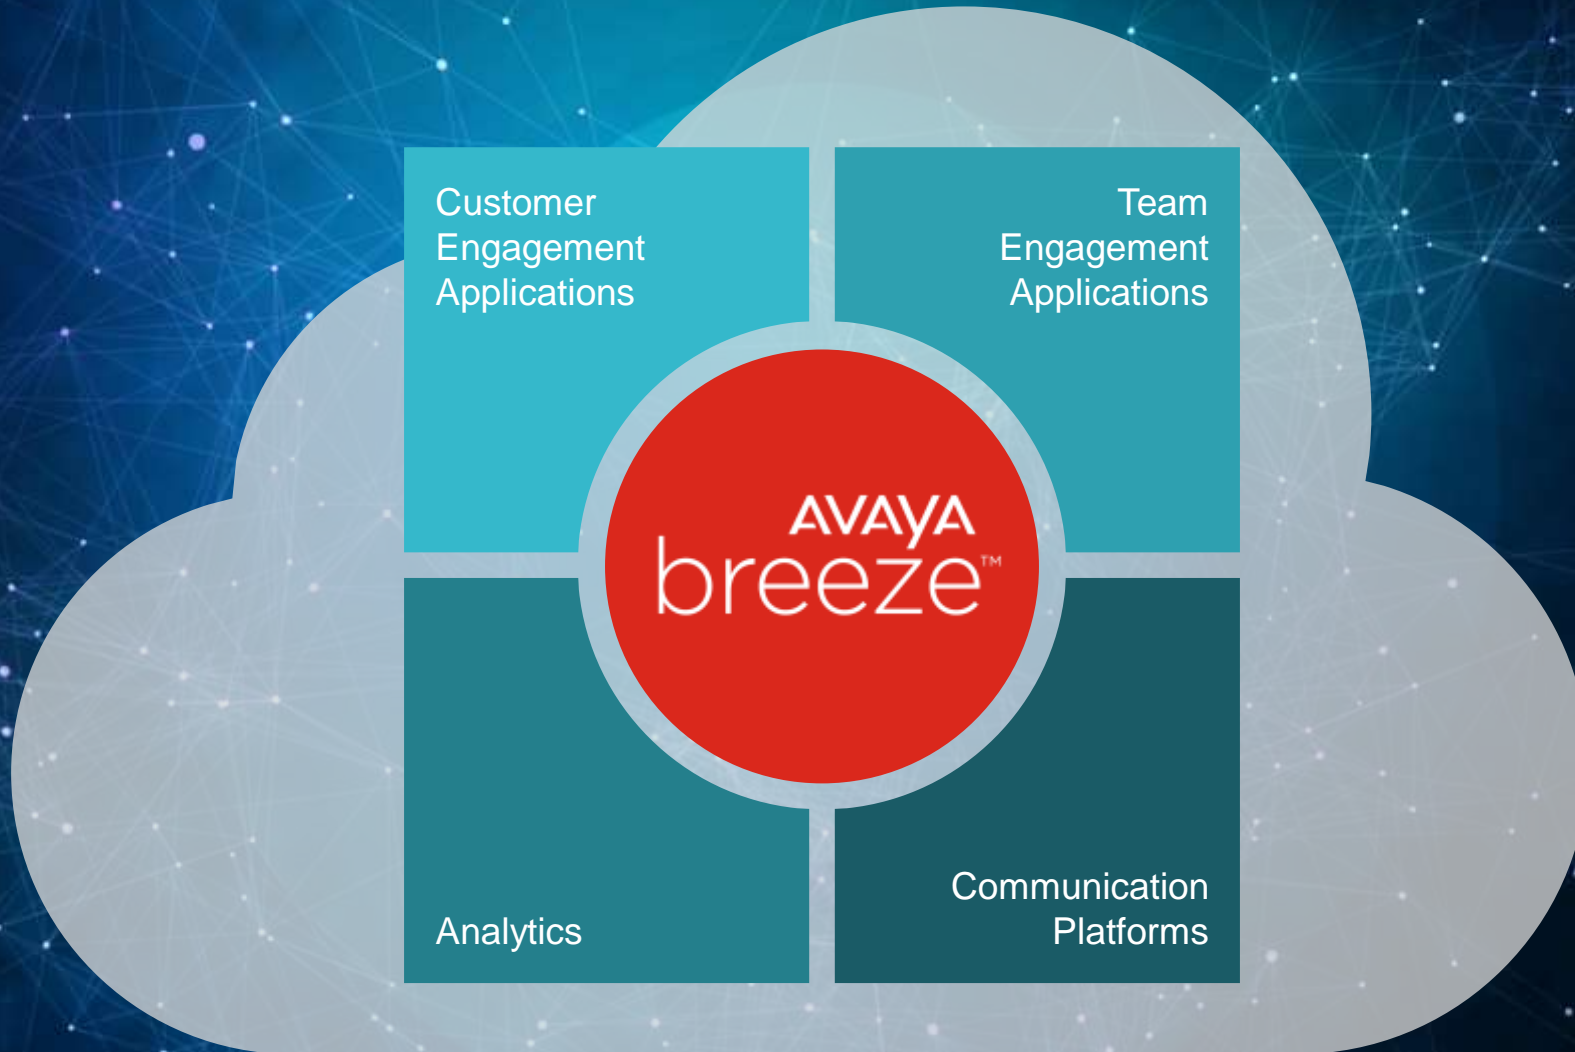 Customer
Engagement
Applications
Team
Engagement
Applications
AVAYA
breeze™
Analytics
Communication
Platforms